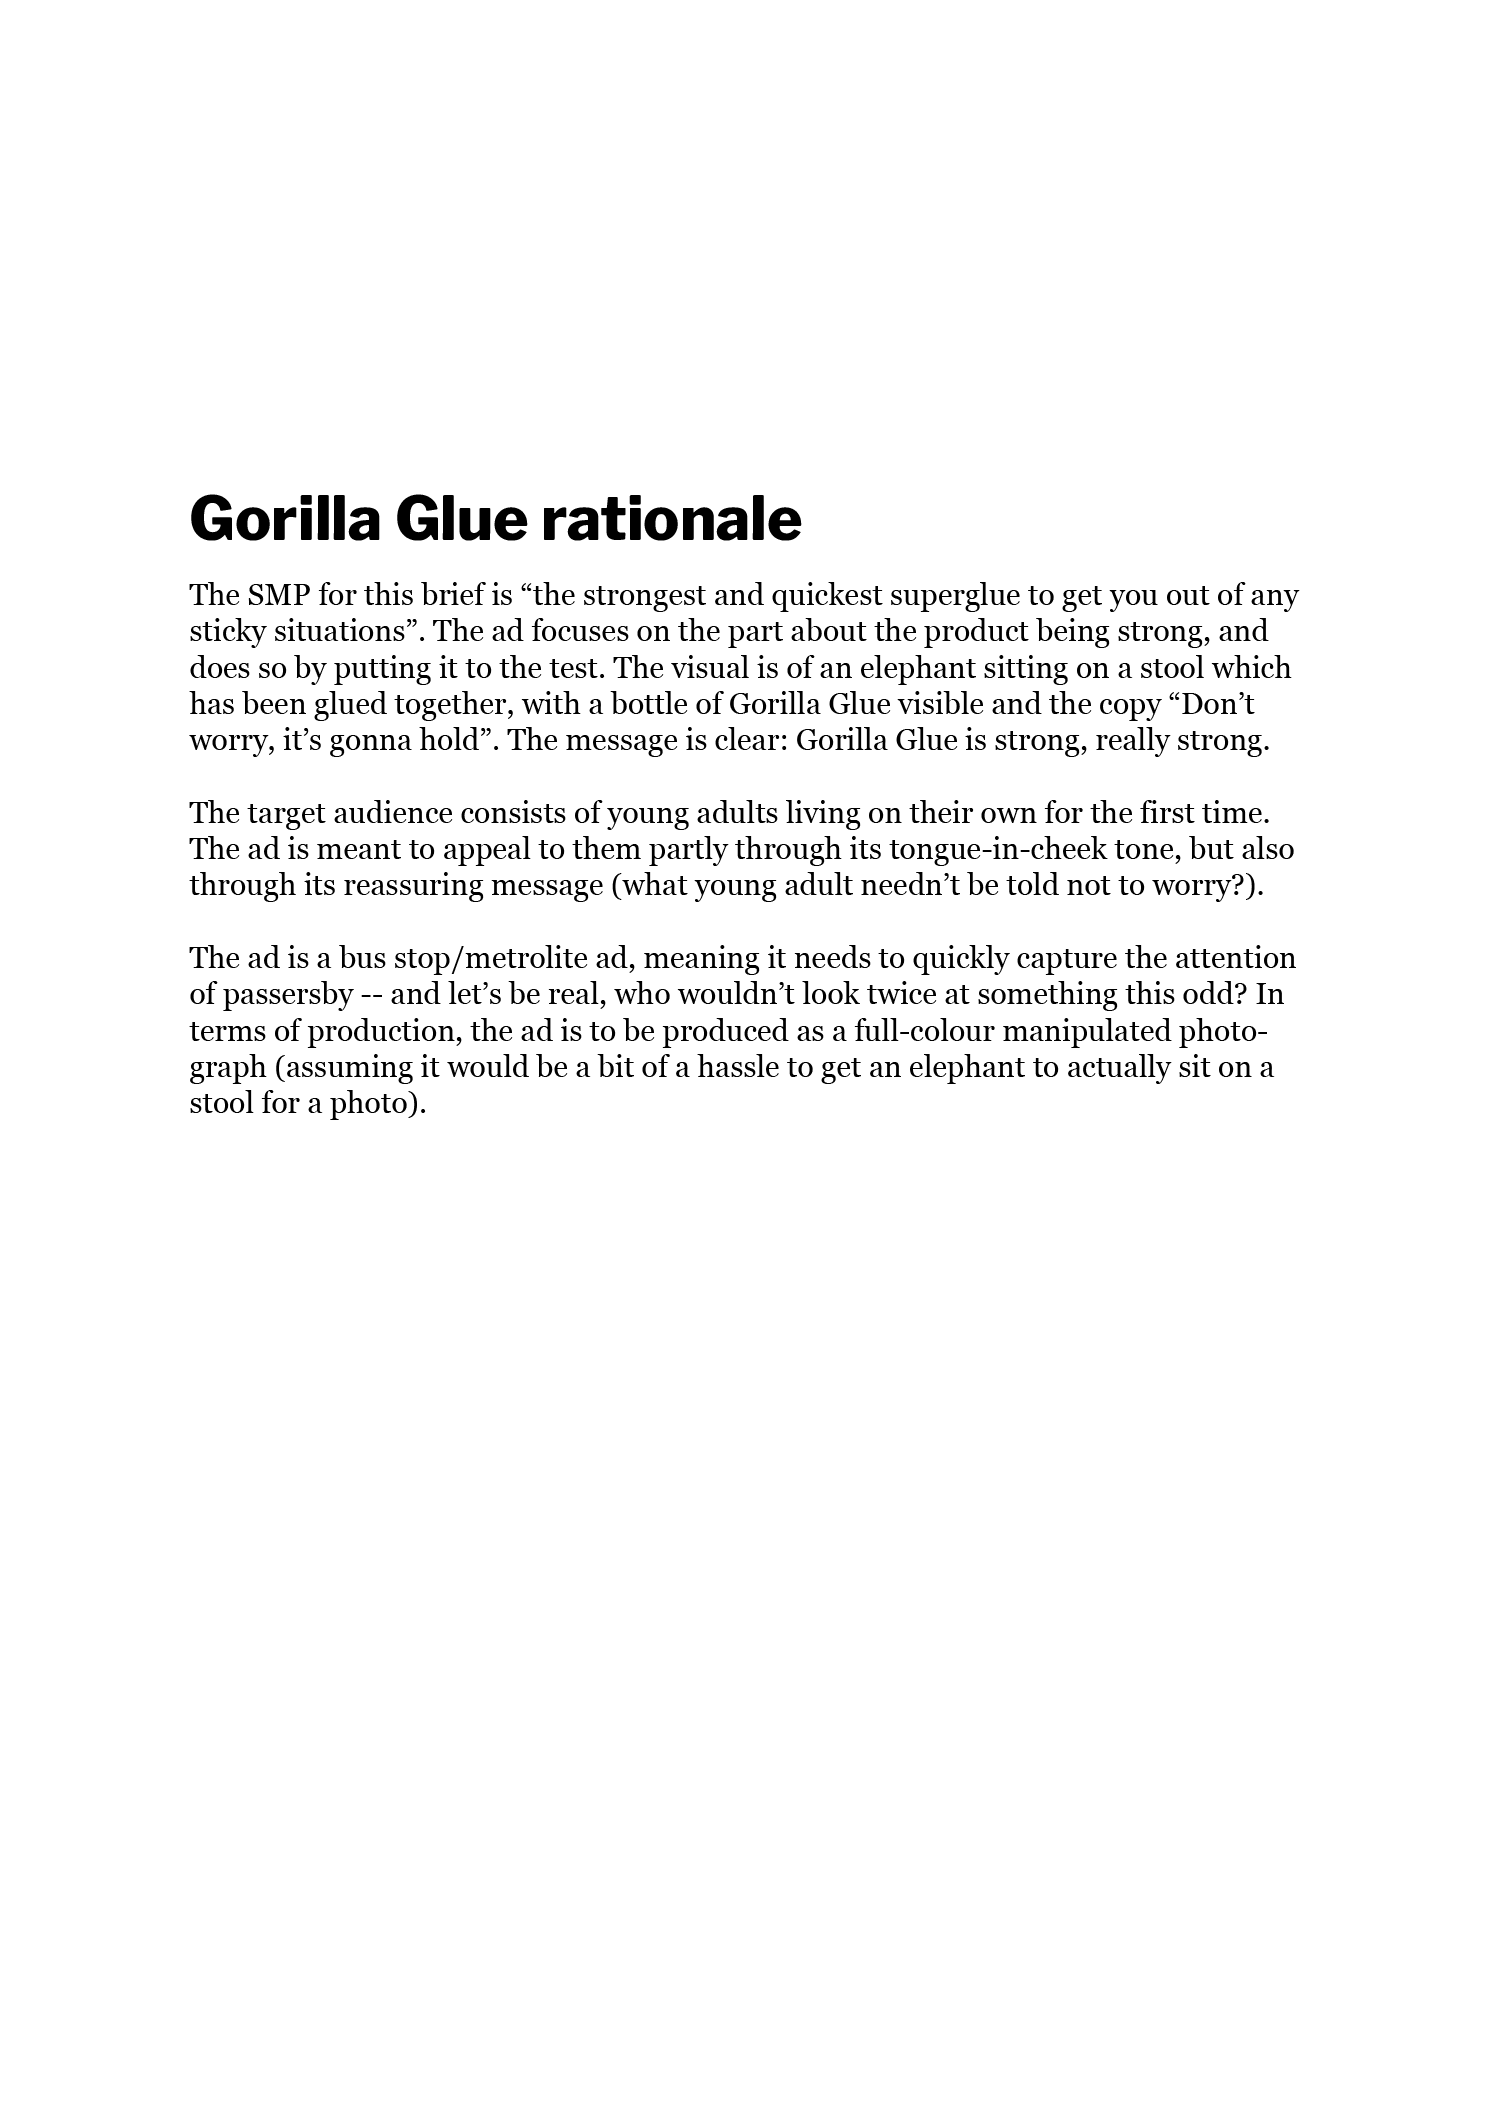 Gorilla Glue rationale
The SMP for this brief is “the strongest and quickest superglue to get you out of any
sticky situations”. The ad focuses on the part about the product being strong, and
does so by putting it to the test. The visual is of an elephant sitting on a stool which
has been glued together, with a bottle of Gorilla Glue visible and the copy “Don’t
worry, it’s gonna hold”. The message is clear: Gorilla Glue is strong, really strong.
The target audience consists of young adults living on their own for the first time.
The ad is meant to appeal to them partly through its tongue-in-cheek tone, but also
through its reassuring message (what young adult needn’t be told not to worry?).
The ad is a bus stop/metrolite ad, meaning it needs to quickly capture the attention
of passersby -- and let’s be real, who wouldn’t look twice at something this odd? In
terms of production, the ad is to be produced as a full-colour manipulated photo-
graph (assuming it would be a bit of a hassle to get an elephant to actually sit on a
stool for a photo).